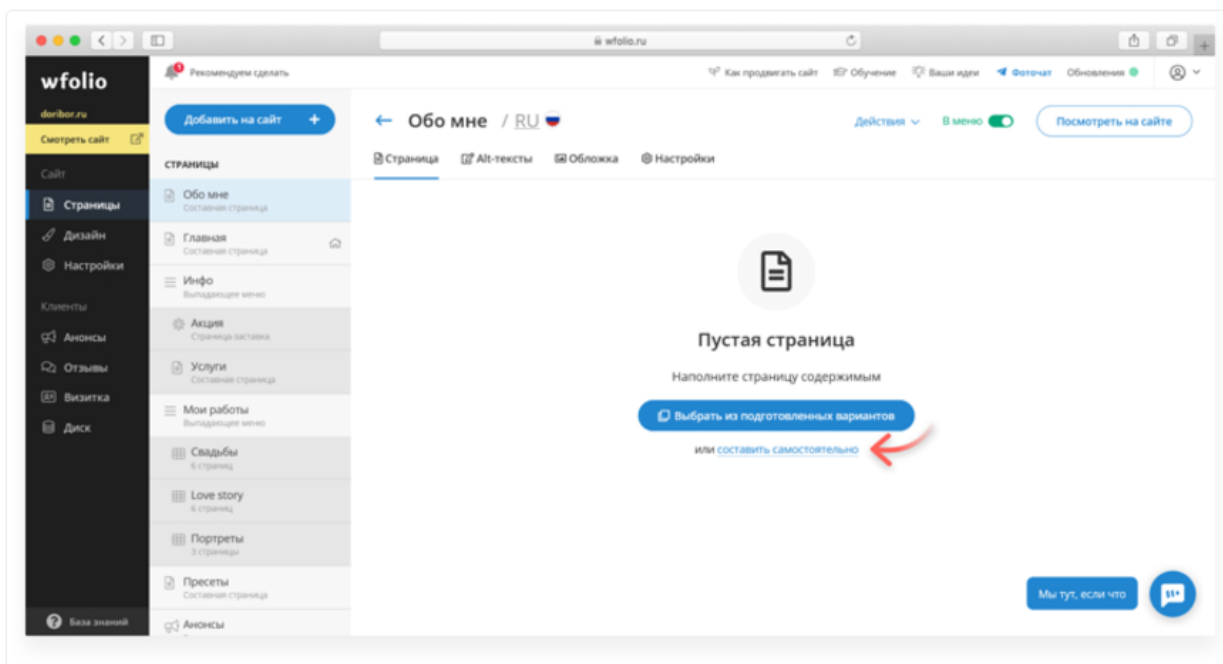 wfolio.ru
wfolio
1
Рекомендуем сделать
Как продвигать сайт
Обучение
Ваши идеи
Фоточат
Обновления
doribor.ru
Смотреть сайт
Сайт
Страницы
Дизайн
Настройки
Клиенты
Анонсы
Отзывы
Визитка
Диск
База знаний
Добавить на сайт +
СТРАНИЦЫ
Обо мне
Составная страница
Главная
Составная страница
Инфо
Выпадающее меню
Акция
Страница-заставка
Услуги
Составная страница
Мои работы
Выпадающее меню
Свадьбы
6 страниц
Love story
6 страниц
Портреты
3 страницы
Пресеты
Составная страница
Анонсы
← Обо мне / RU
Действия
В меню
Посмотреть на сайте
Страница
Alt-тексты
Обложка
Настройки
Пустая страница
Наполните страницу содержимым
Выбрать из подготовленных вариантов
или составить самостоятельно
Мы тут, если что